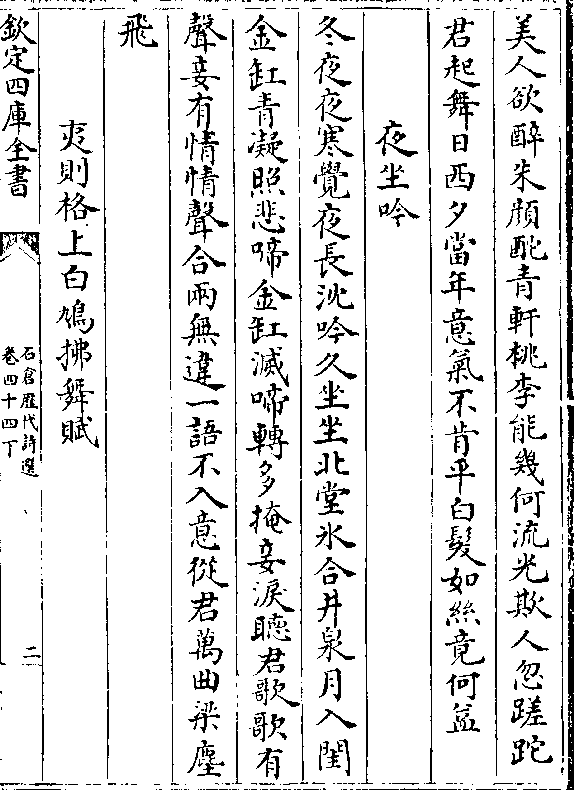 美人欲醉朱顔酡青軒桃李能幾何流光欺人忽蹉跎
君起舞日西夕當年意氣不肯平白髮如絲竟何益
夜坐吟
冬夜夜寒覺夜長沈吟久坐坐北堂氷合井泉月入閨
金缸青凝照悲啼金缸滅啼轉多掩妾淚聽君歌歌有
聲妾有情情聲合兩無違一語不入意從君萬曲梁塵
飛
夷則格上白鳩拂舞賦
欽定四庫全書
石倉歷代詩選
卷四十四丁
二